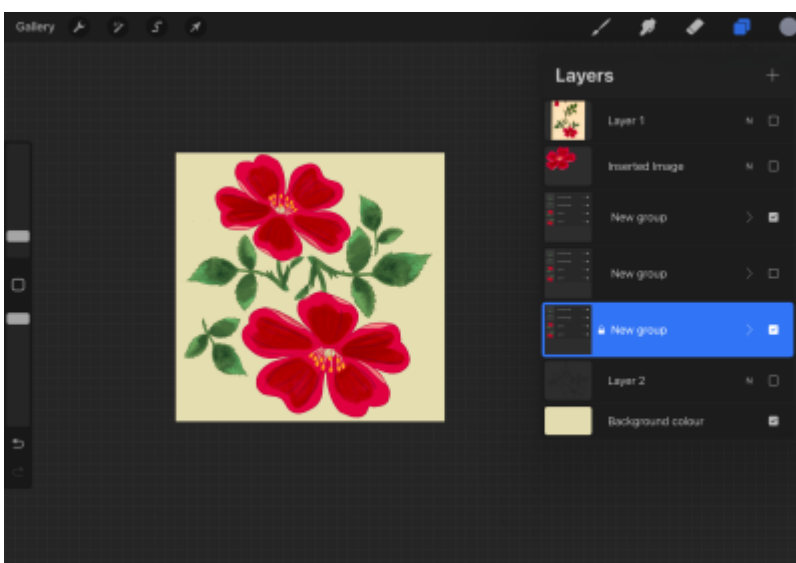 Gallery
Layers
Layer 1 N
Inserted Image N
New group
New group
New group
Layer 2 N
Background colour